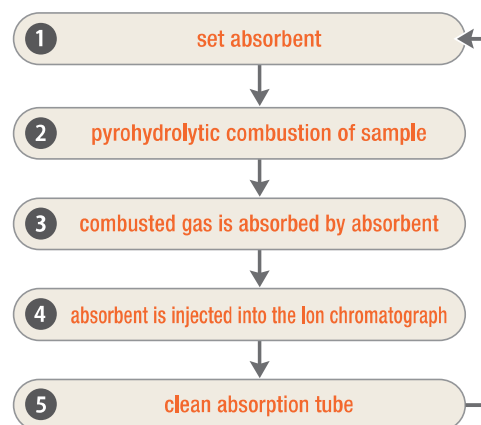 1 set absorbent
2 pyrohydrolytic combustion of sample
3 combusted gas is absorbed by absorbent
4 absorbent is injected into the Ion chromatograph
5 clean absorption tube